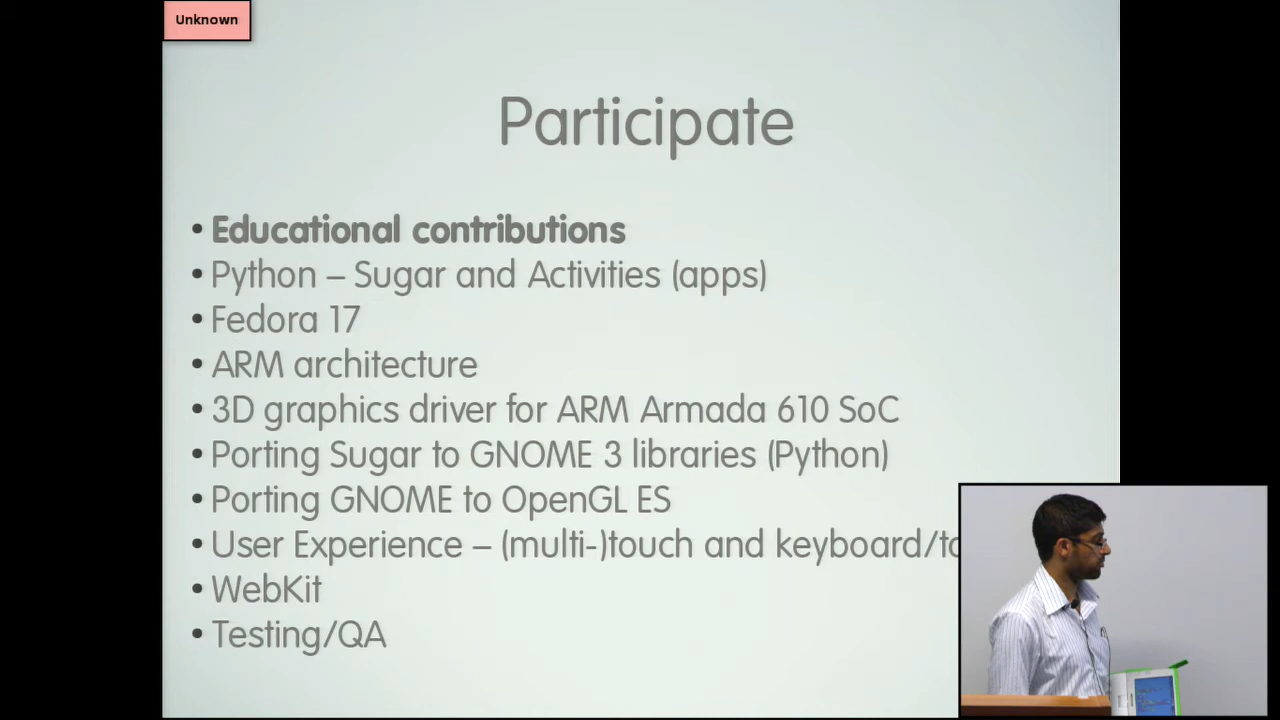 Unknown
Participate
• Educational contributions
• Python – Sugar and Activities (apps)
• Fedora 17
• ARM architecture
• 3D graphics driver for ARM Armada 610 SoC
• Porting Sugar to GNOME 3 libraries (Python)
• Porting GNOME to OpenGL ES
• User Experience – (multi-)touch and
• WebKit
• Testing/QA